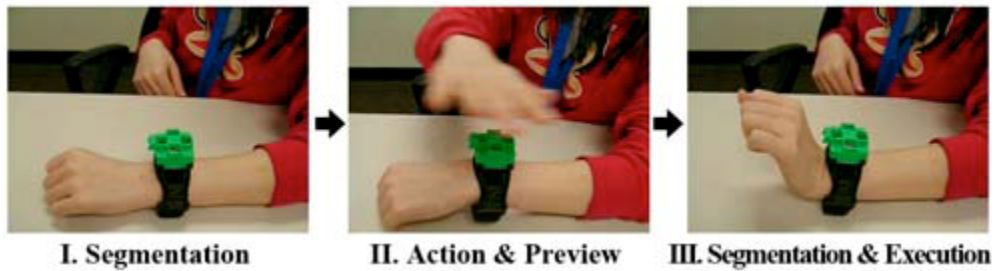 I. Segmentation
II. Action & Preview
III. Segmentation & Execution